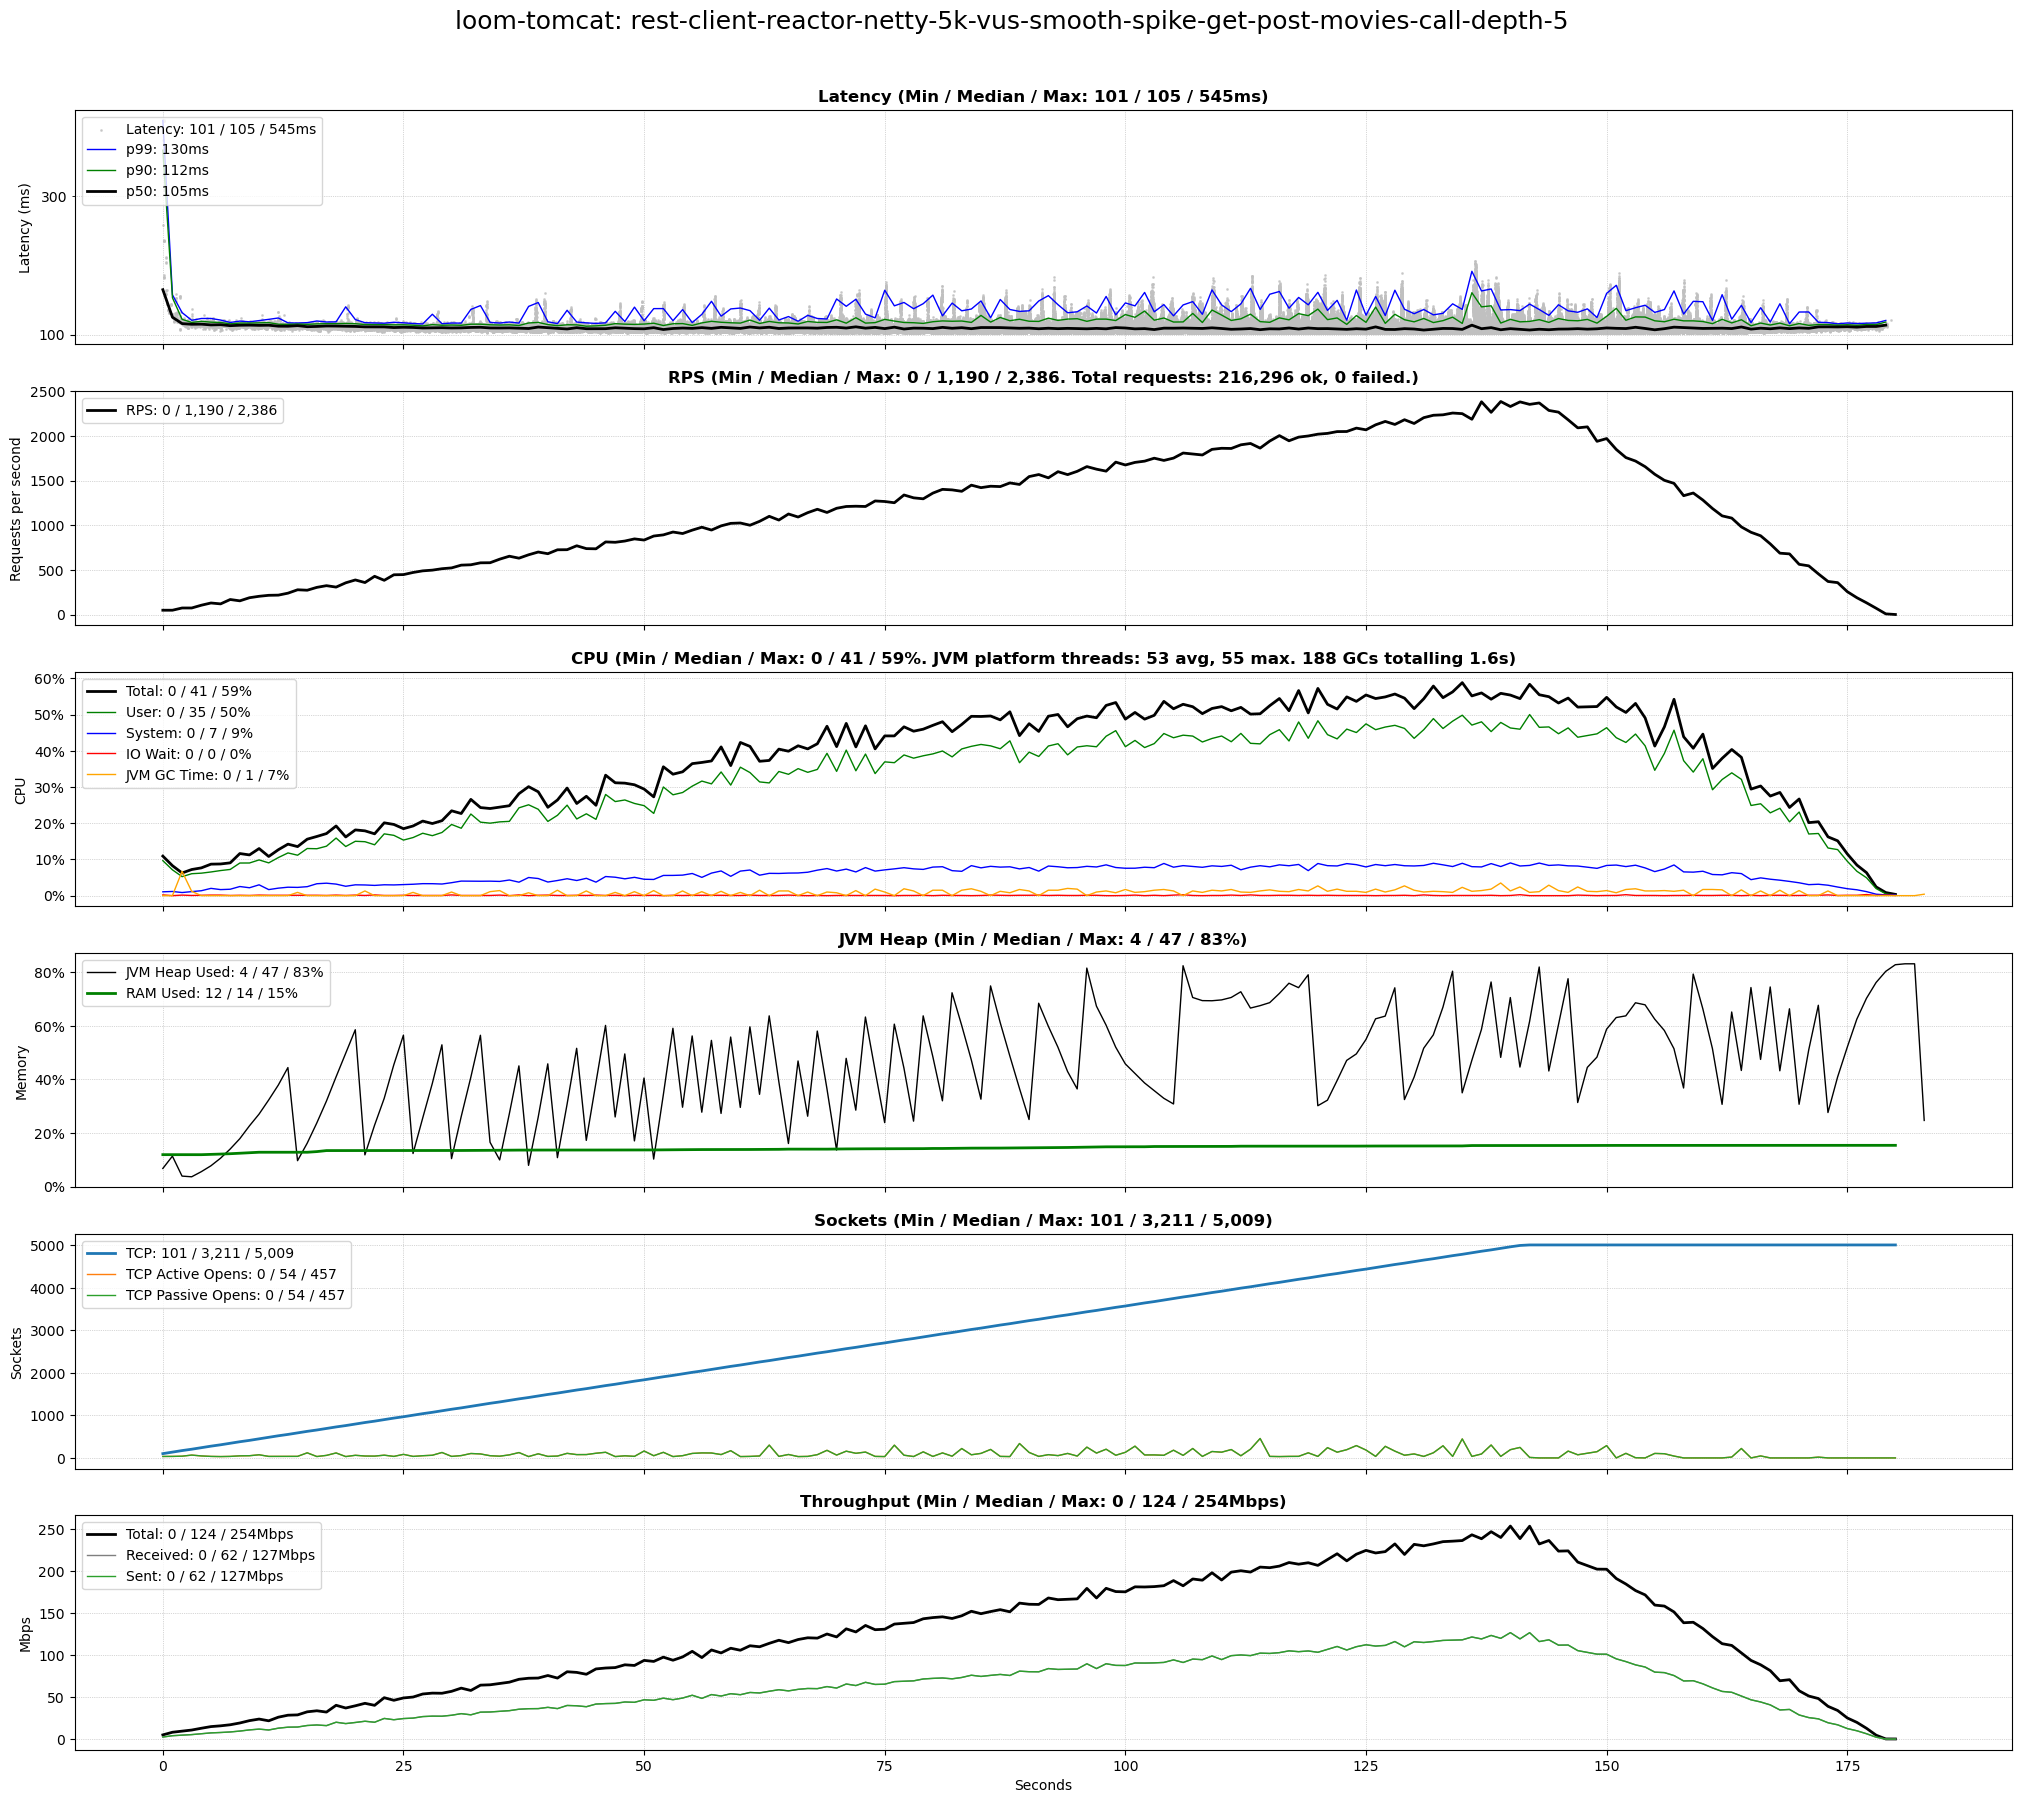 loom-tomcat: rest-client-reactor-netty-5k-vus-smooth-spike-get-post-movies-call-depth-5
Latency (Min / Median / Max: 101 / 105 / 545ms)
Latency: 101 / 105 / 545ms
p99: 130ms
p90: 112ms
p50: 105ms
Latency (ms)
300
100
RPS (Min / Median / Max: 0 / 1,190 / 2,386. Total requests: 216,296 ok, 0 failed.)
RPS: 0 / 1,190 / 2,386
Requests per second
2500
2000
1500
1000
500
0
CPU (Min / Median / Max: 0 / 41 / 59%. JVM platform threads: 53 avg, 55 max. 188 GCs totalling 1.6s)
Total: 0 / 41 / 59%
User: 0 / 35 / 50%
System: 0 / 7 / 9%
IO Wait: 0 / 0 / 0%
JVM GC Time: 0 / 1 / 7%
CPU
60%
50%
40%
30%
20%
10%
0%
JVM Heap (Min / Median / Max: 4 / 47 / 83%)
JVM Heap Used: 4 / 47 / 83%
RAM Used: 12 / 14 / 15%
Memory
80%
60%
40%
20%
0%
Sockets (Min / Median / Max: 101 / 3,211 / 5,009)
TCP: 101 / 3,211 / 5,009
TCP Active Opens: 0 / 54 / 457
TCP Passive Opens: 0 / 54 / 457
Sockets
5000
4000
3000
2000
1000
0
Throughput (Min / Median / Max: 0 / 124 / 254Mbps)
Total: 0 / 124 / 254Mbps
Received: 0 / 62 / 127Mbps
Sent: 0 / 62 / 127Mbps
Mbps
250
200
150
100
50
0
0 25 50 75 100 125 150 175
Seconds